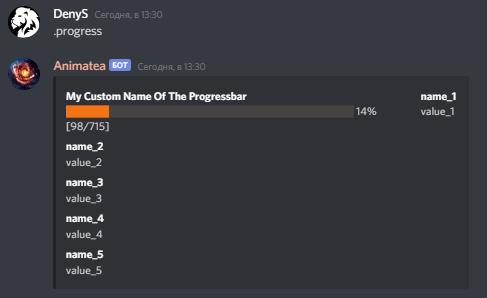 DenyS Сегодня, в 13:30
.progress
Animatea БОТ Сегодня, в 13:30
My Custom Name Of The Progressbar name_1
14% value_1
[98/715]
name_2
value_2
name_3
value_3
name_4
value_4
name_5
value_5